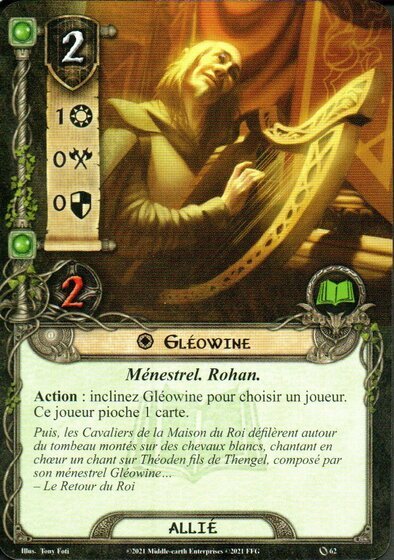 2
1
0
0
2
Gléowine
Ménestrel. Rohan.
Action : inclinez Gléowine pour choisir un joueur.
Ce joueur pioche 1 carte.
Puis, les Cavaliers de la Maison du Roi défilèrent autour
du tombeau montés sur des chevaux blancs, chantant en
chœur un chant sur Théoden fils de Thengel, composé par
son ménestrel Gléowine…
– Le Retour du Roi
ALLIÉ
Illus. Tony Foti ©2021 Middle-earth Enterprises ©2021 FFG 62